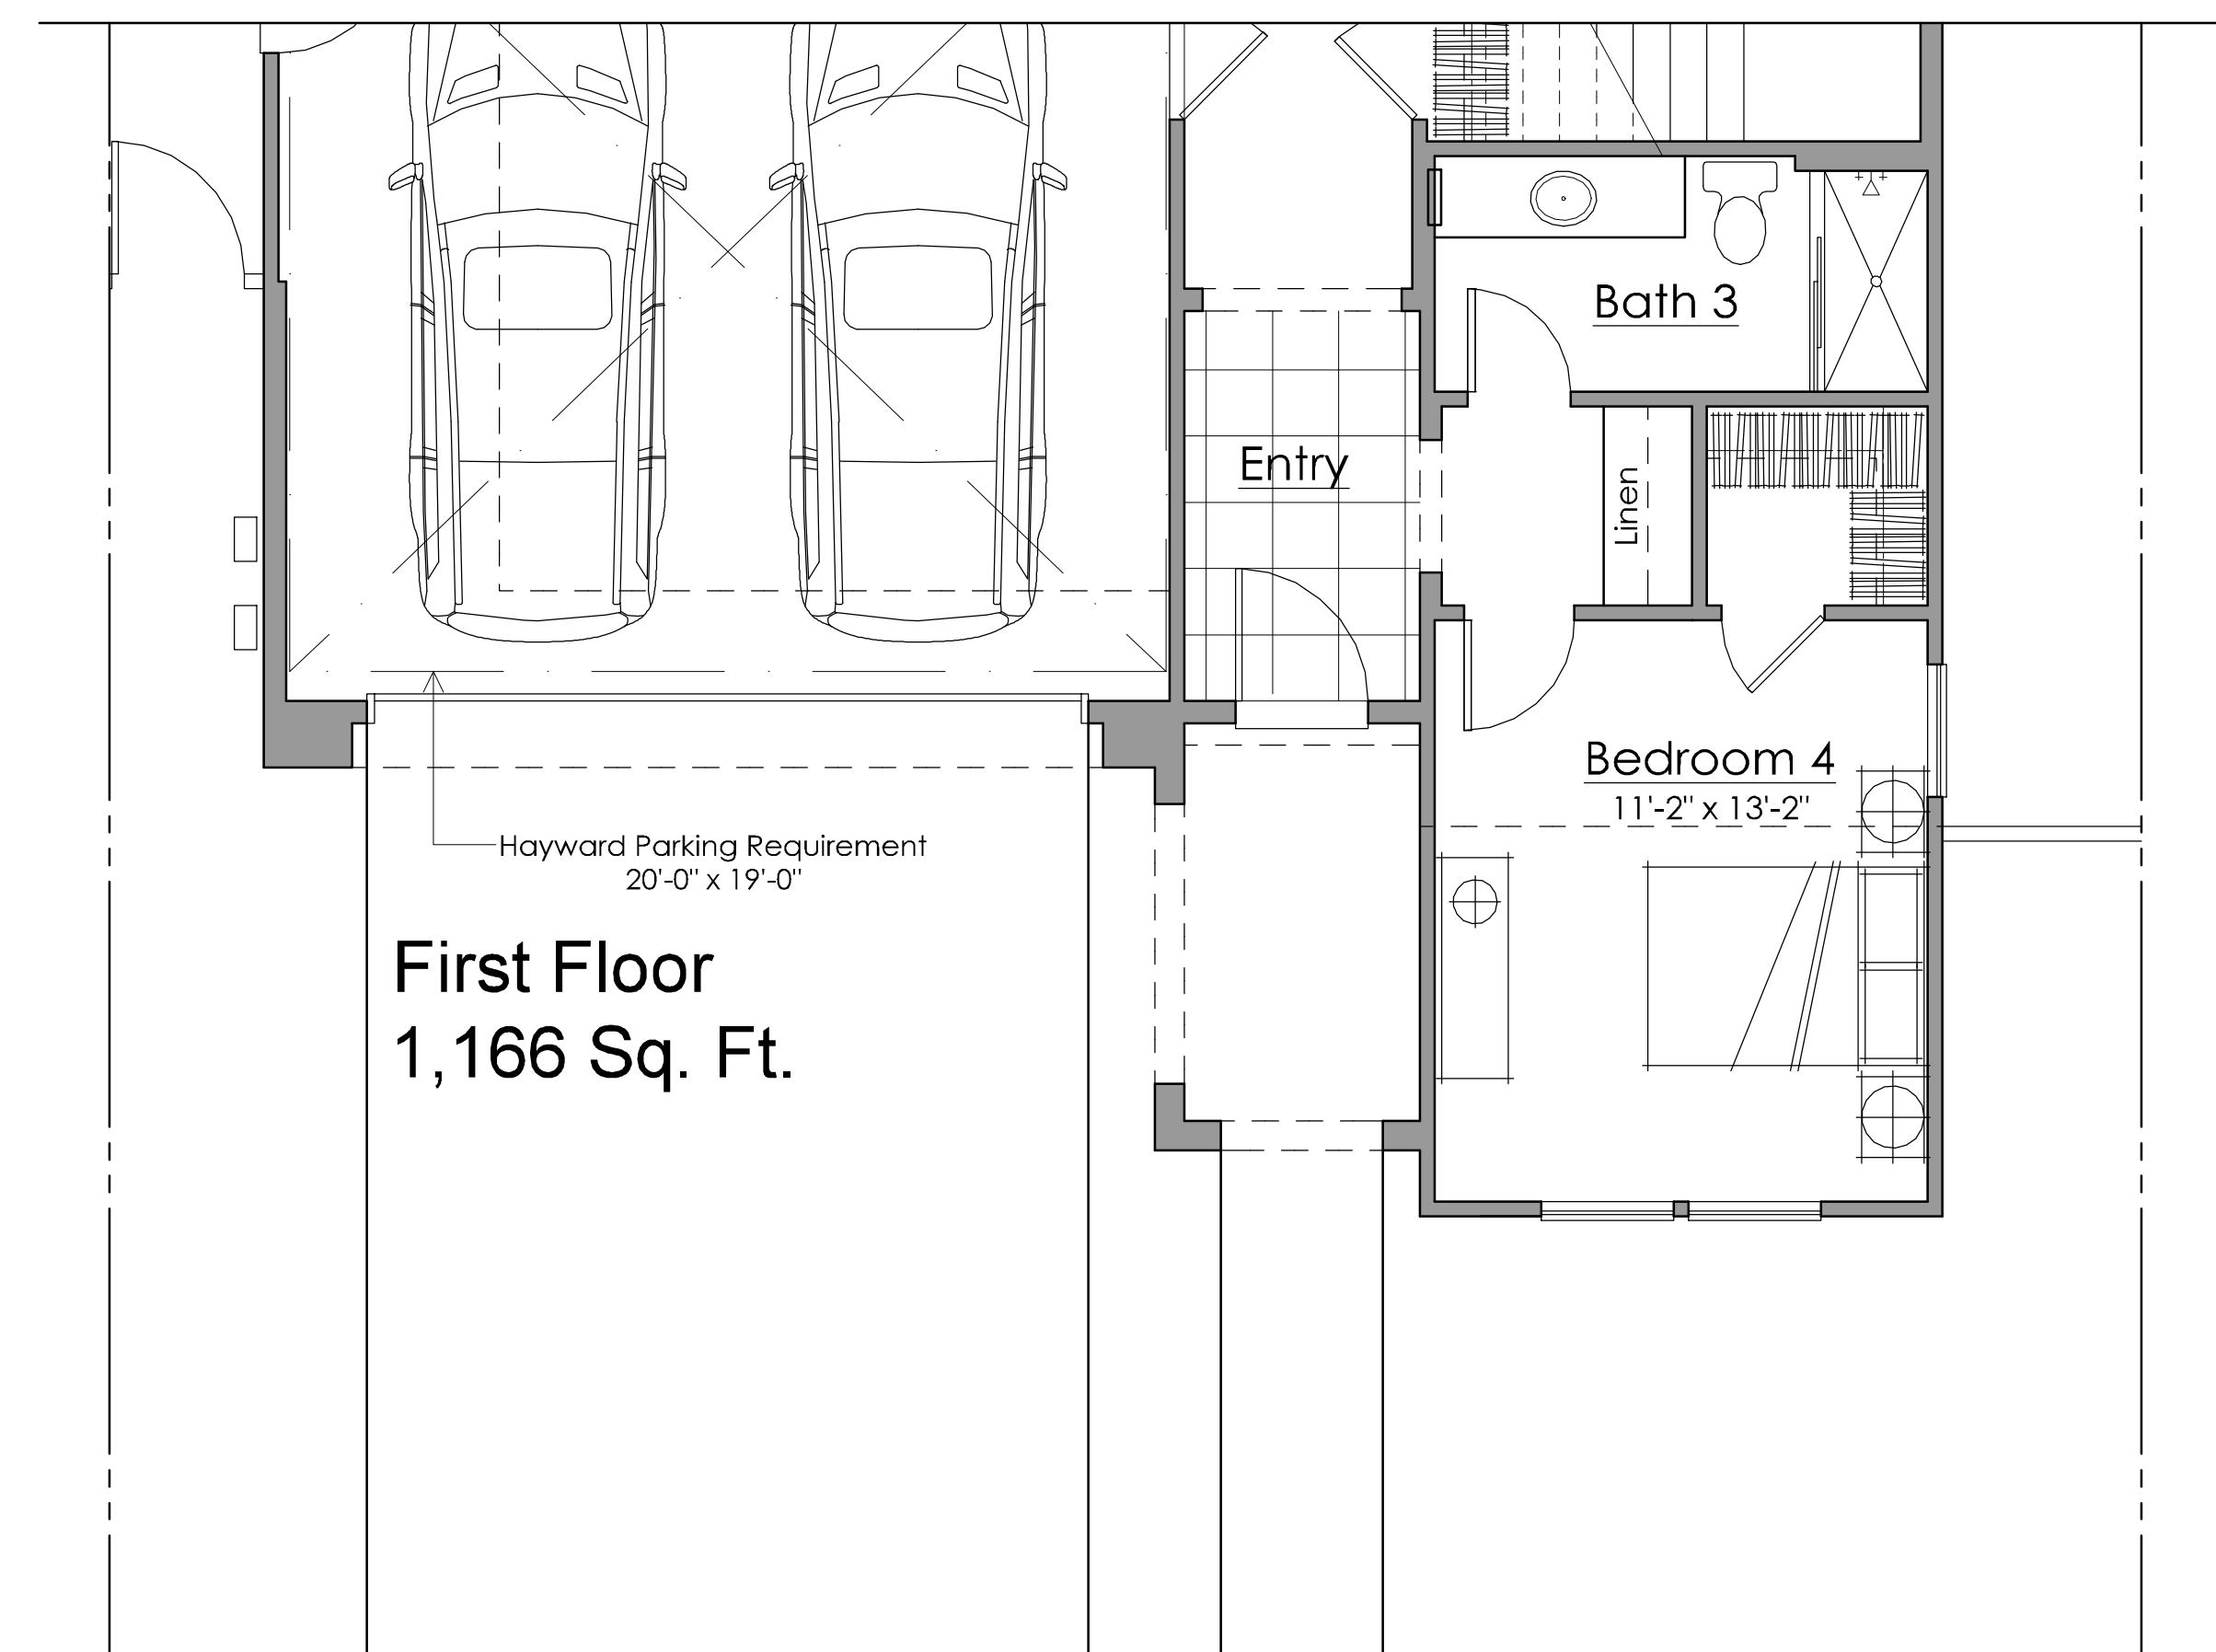 Bath 3
Entry
Linen
Bedroom 4
11'-2" x 13'-2"
Hayward Parking Requirement
20'-0" x 19'-0"
First Floor
1,166 Sq. Ft.